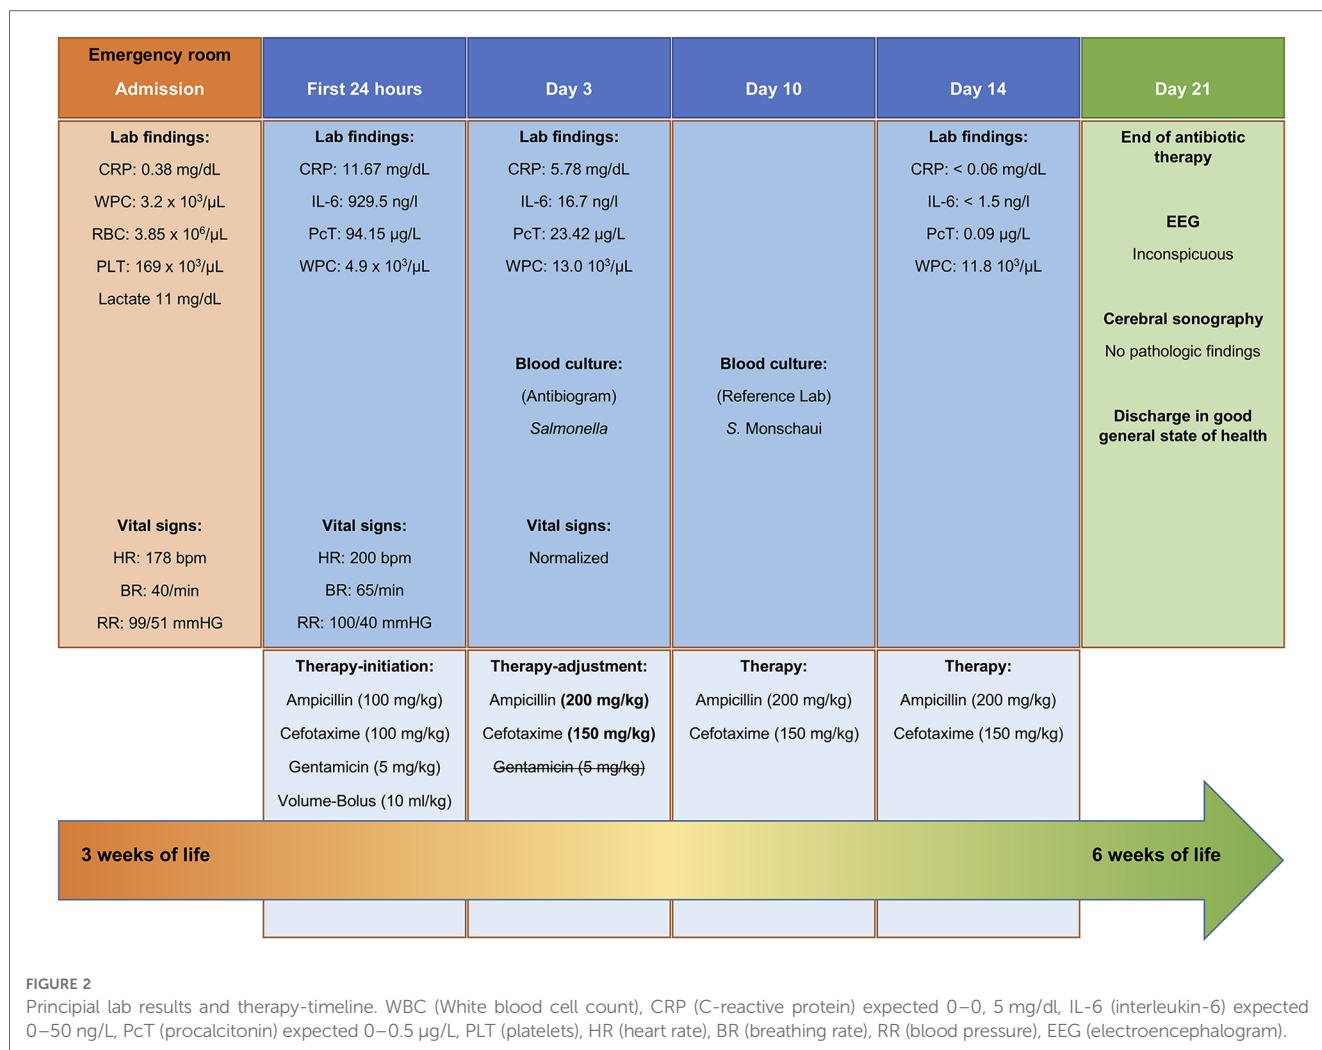 Emergency room
Admission
Lab findings:
CRP: 0.38 mg/dL
WPC: 3.2 x 10³/µL
RBC: 3.85 x 10⁶/µL
PLT: 169 x 10³/µL
Lactate 11 mg/dL
Vital signs:
HR: 178 bpm
BR: 40/min
RR: 99/51 mmHG
First 24 hours
Lab findings:
CRP: 11.67 mg/dL
IL-6: 929.5 ng/l
PcT: 94.15 µg/L
WPC: 4.9 x 10³/µL
Vital signs:
HR: 200 bpm
BR: 65/min
RR: 100/40 mmHG
Therapy-initiation:
Ampicillin (100 mg/kg)
Cefotaxime (100 mg/kg)
Gentamicin (5 mg/kg)
Volume-Bolus (10 ml/kg)
Day 3
Lab findings:
CRP: 5.78 mg/dL
IL-6: 16.7 ng/l
PcT: 23.42 µg/L
WPC: 13.0 10³/µL
Blood culture:
(Antibiogram)
Salmonella
Vital signs:
Normalized
Therapy-adjustment:
Ampicillin (200 mg/kg)
Cefotaxime (150 mg/kg)
Gentamicin (5 mg/kg)
Day 10
Blood culture:
(Reference Lab)
S. Monschaui
Therapy:
Ampicillin (200 mg/kg)
Cefotaxime (150 mg/kg)
Day 14
Lab findings:
CRP: < 0.06 mg/dL
IL-6: < 1.5 ng/l
PcT: 0.09 µg/L
WPC: 11.8 10³/µL
Therapy:
Ampicillin (200 mg/kg)
Cefotaxime (150 mg/kg)
Day 21
End of antibiotic
therapy
EEG
Inconspicuous
Cerebral sonography
No pathologic findings
Discharge in good
general state of health
3 weeks of life
6 weeks of life
FIGURE 2
Principial lab results and therapy-timeline. WBC (White blood cell count), CRP (C-reactive protein) expected 0–0, 5 mg/dl, IL-6 (interleukin-6) expected
0–50 ng/L, PcT (procalcitonin) expected 0–0.5 µg/L, PLT (platelets), HR (heart rate), BR (breathing rate), RR (blood pressure), EEG (electroencephalogram).